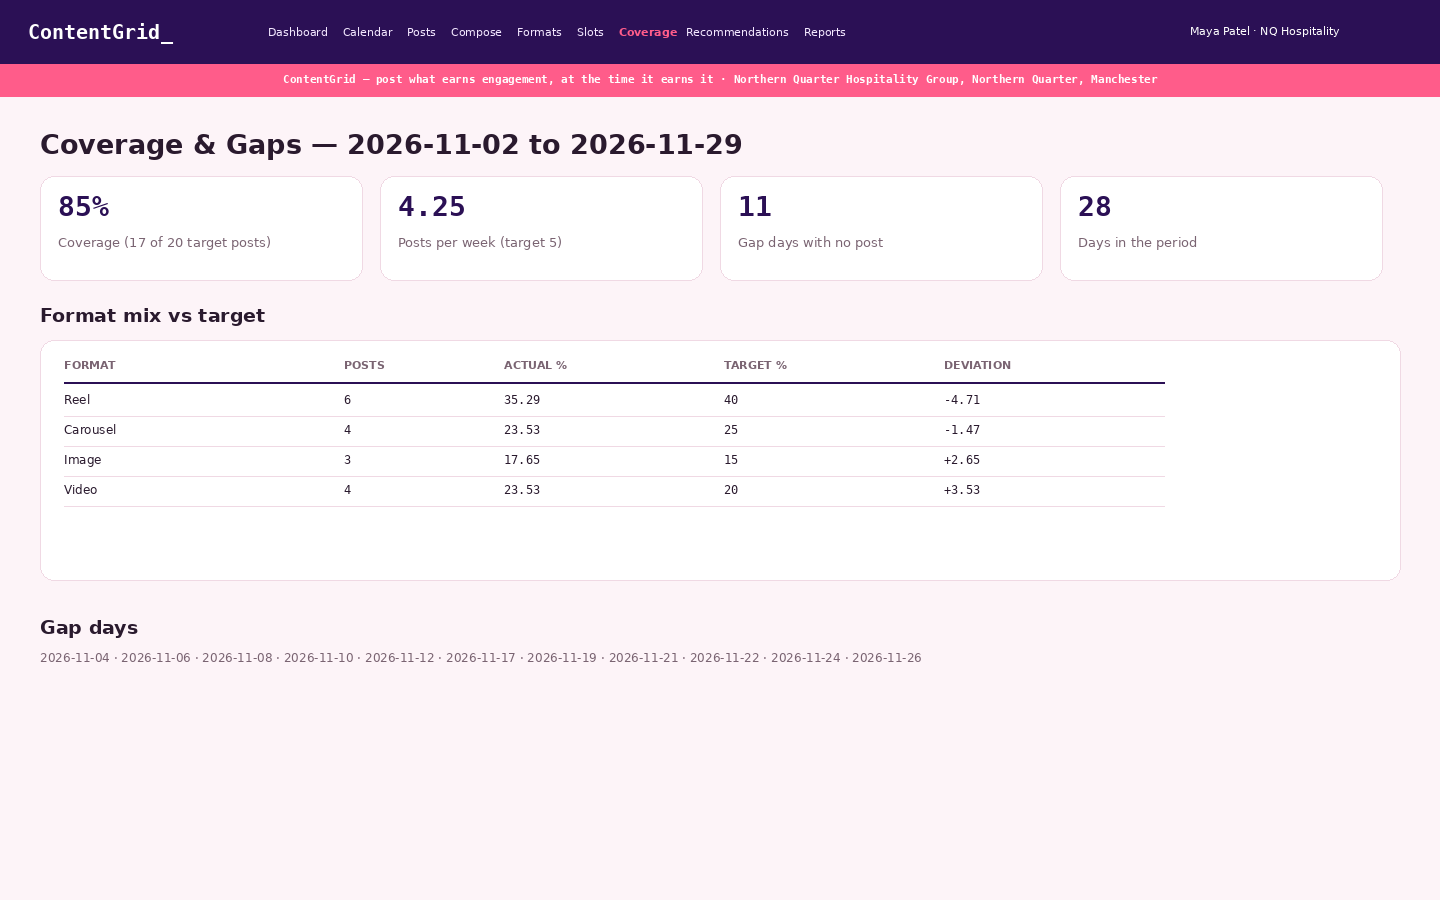 ContentGrid_
Dashboard Calendar Posts Compose Formats Slots Coverage Recommendations Reports
Maya Patel · NQ Hospitality
ContentGrid — post what earns engagement, at the time it earns it · Northern Quarter Hospitality Group, Northern Quarter, Manchester
Coverage & Gaps — 2026-11-02 to 2026-11-29
85%
Coverage (17 of 20 target posts)
4.25
Posts per week (target 5)
11
Gap days with no post
28
Days in the period
Format mix vs target
FORMAT POSTS ACTUAL % TARGET % DEVIATION
Reel 6 35.29 40 -4.71
Carousel 4 23.53 25 -1.47
Image 3 17.65 15 +2.65
Video 4 23.53 20 +3.53
Gap days
2026-11-04 · 2026-11-06 · 2026-11-08 · 2026-11-10 · 2026-11-12 · 2026-11-17 · 2026-11-19 · 2026-11-21 · 2026-11-22 · 2026-11-24 · 2026-11-26